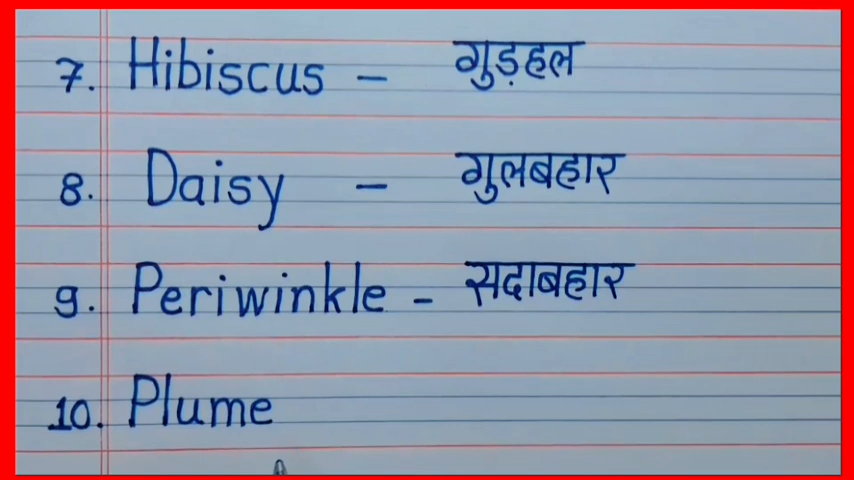 7. Hibiscus - गुड़हल
8. Daisy - गुलबहार
9. Periwinkle - सदाबहार
10. Plume